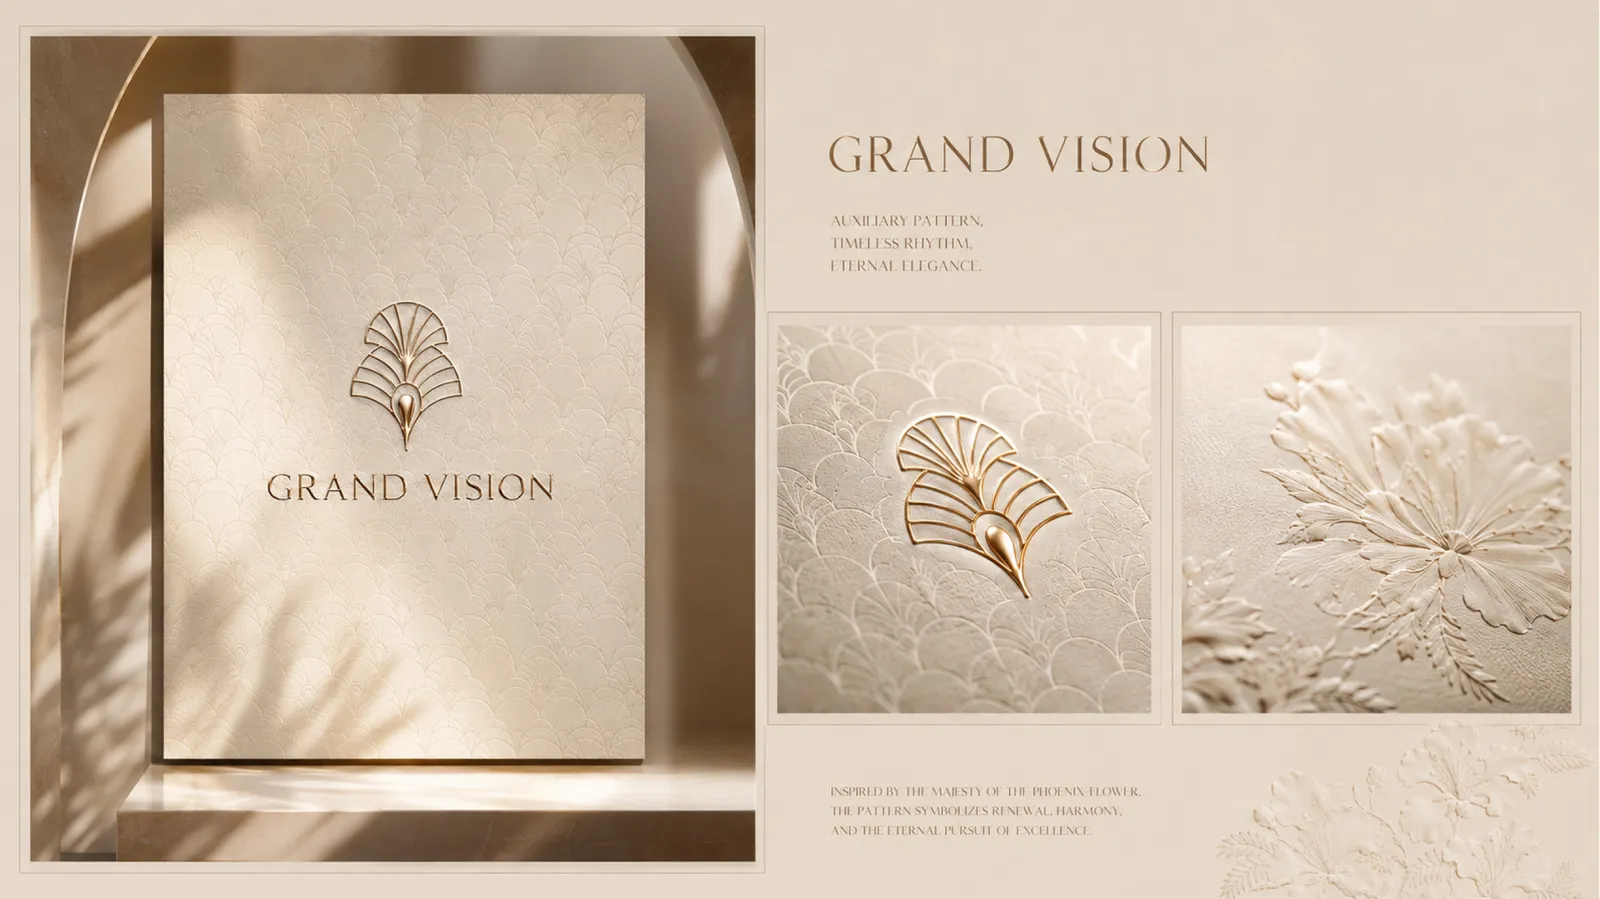 GRAND VISION
GRAND VISION
AUXILIARY PATTERN,
TIMELESS RHYTHM,
ETERNAL ELEGANCE.
INSPIRED BY THE MAJESTY OF THE PHOENIX-FLOWER,
THE PATTERN SYMBOLIZES RENEWAL, HARMONY,
AND THE ETERNAL PURSUIT OF EXCELLENCE.